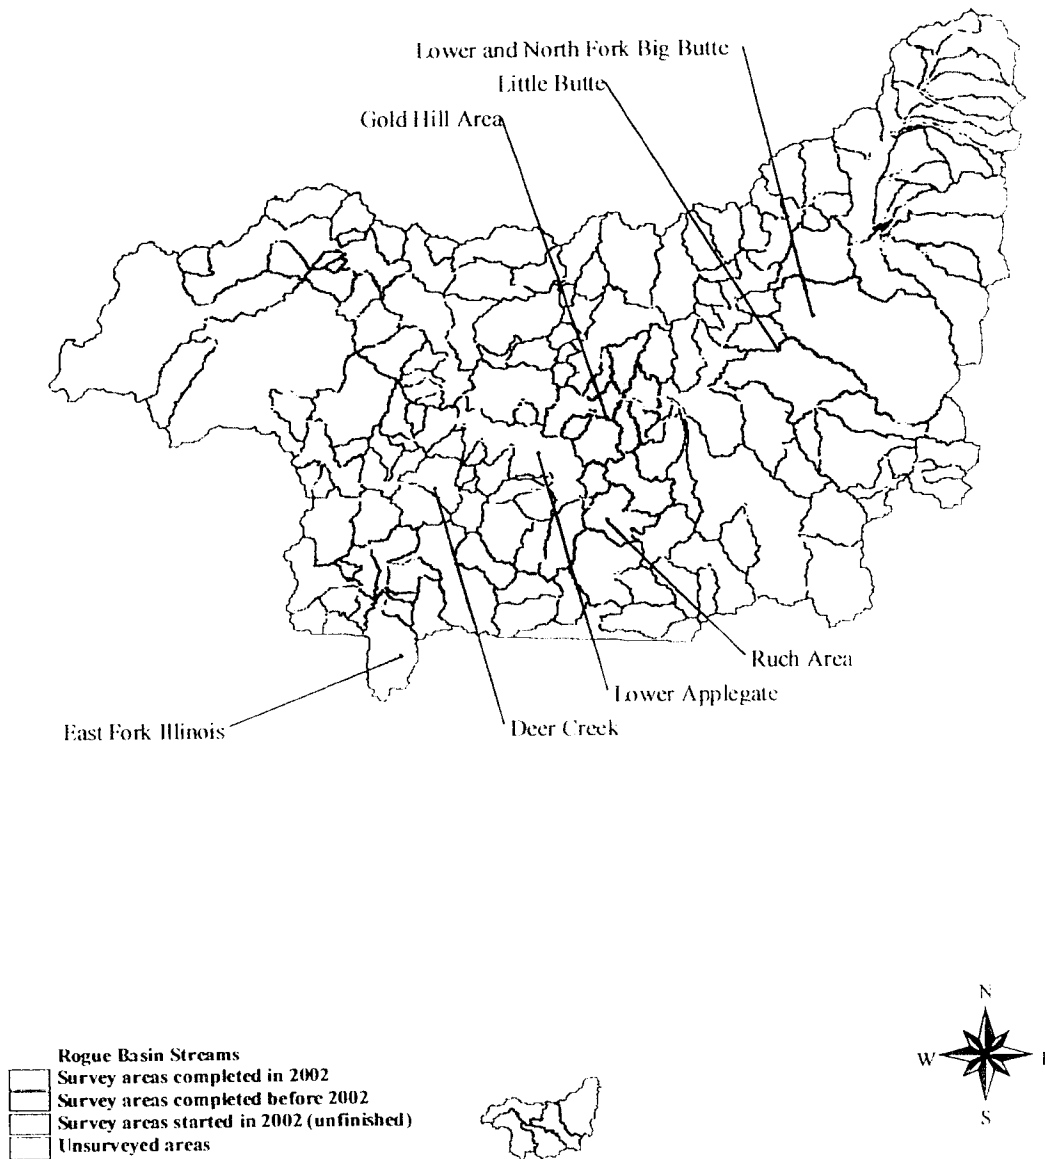 Lower and North Fork Big Butte
Little Butte
Gold Hill Area
Ruch Area
Lower Applegate
Deer Creek
East Fork Illinois
N
W
S
Rogue Basin Streams
Survey areas completed in 2002
Survey areas completed before 2002
Survey areas started in 2002 (unfinished)
Unsurveyed areas